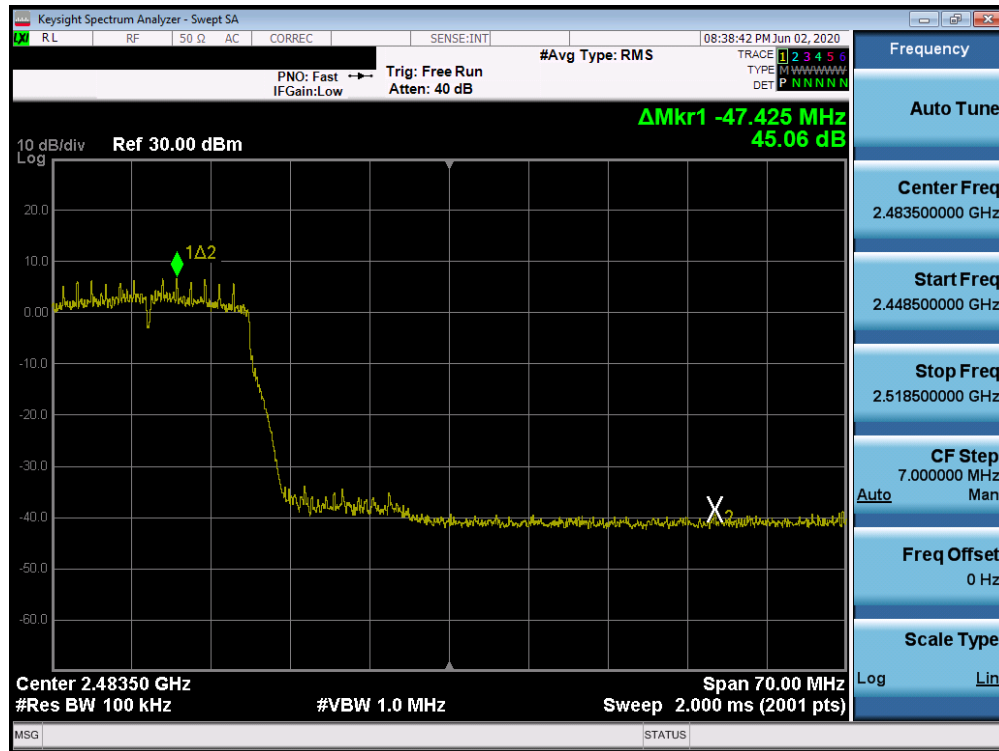 Keysight Spectrum Analyzer - Swept SA
LXI RL RF 50 Ω AC CORREC SENSE:INT 08:38:42 PM Jun 02, 2020
#Avg Type: RMS
TRACE 1 2 3 4 5 6
TYPE M WWWWW
DET P N N N N N
PNO: Fast Trig: Free Run
IFGain:Low Atten: 40 dB
ΔMkr1 -47.425 MHz
45.06 dB
10 dB/div Ref 30.00 dBm
Log
20.0
10.0
0.00
-10.0
-20.0
-30.0
-40.0
-50.0
-60.0
1Δ2
X2
Center 2.48350 GHz Span 70.00 MHz
#Res BW 100 kHz #VBW 1.0 MHz Sweep 2.000 ms (2001 pts)
MSG STATUS
Frequency
Auto Tune
Center Freq
2.483500000 GHz
Start Freq
2.448500000 GHz
Stop Freq
2.518500000 GHz
CF Step
7.000000 MHz
Auto Man
Freq Offset
0 Hz
Scale Type
Log Lin